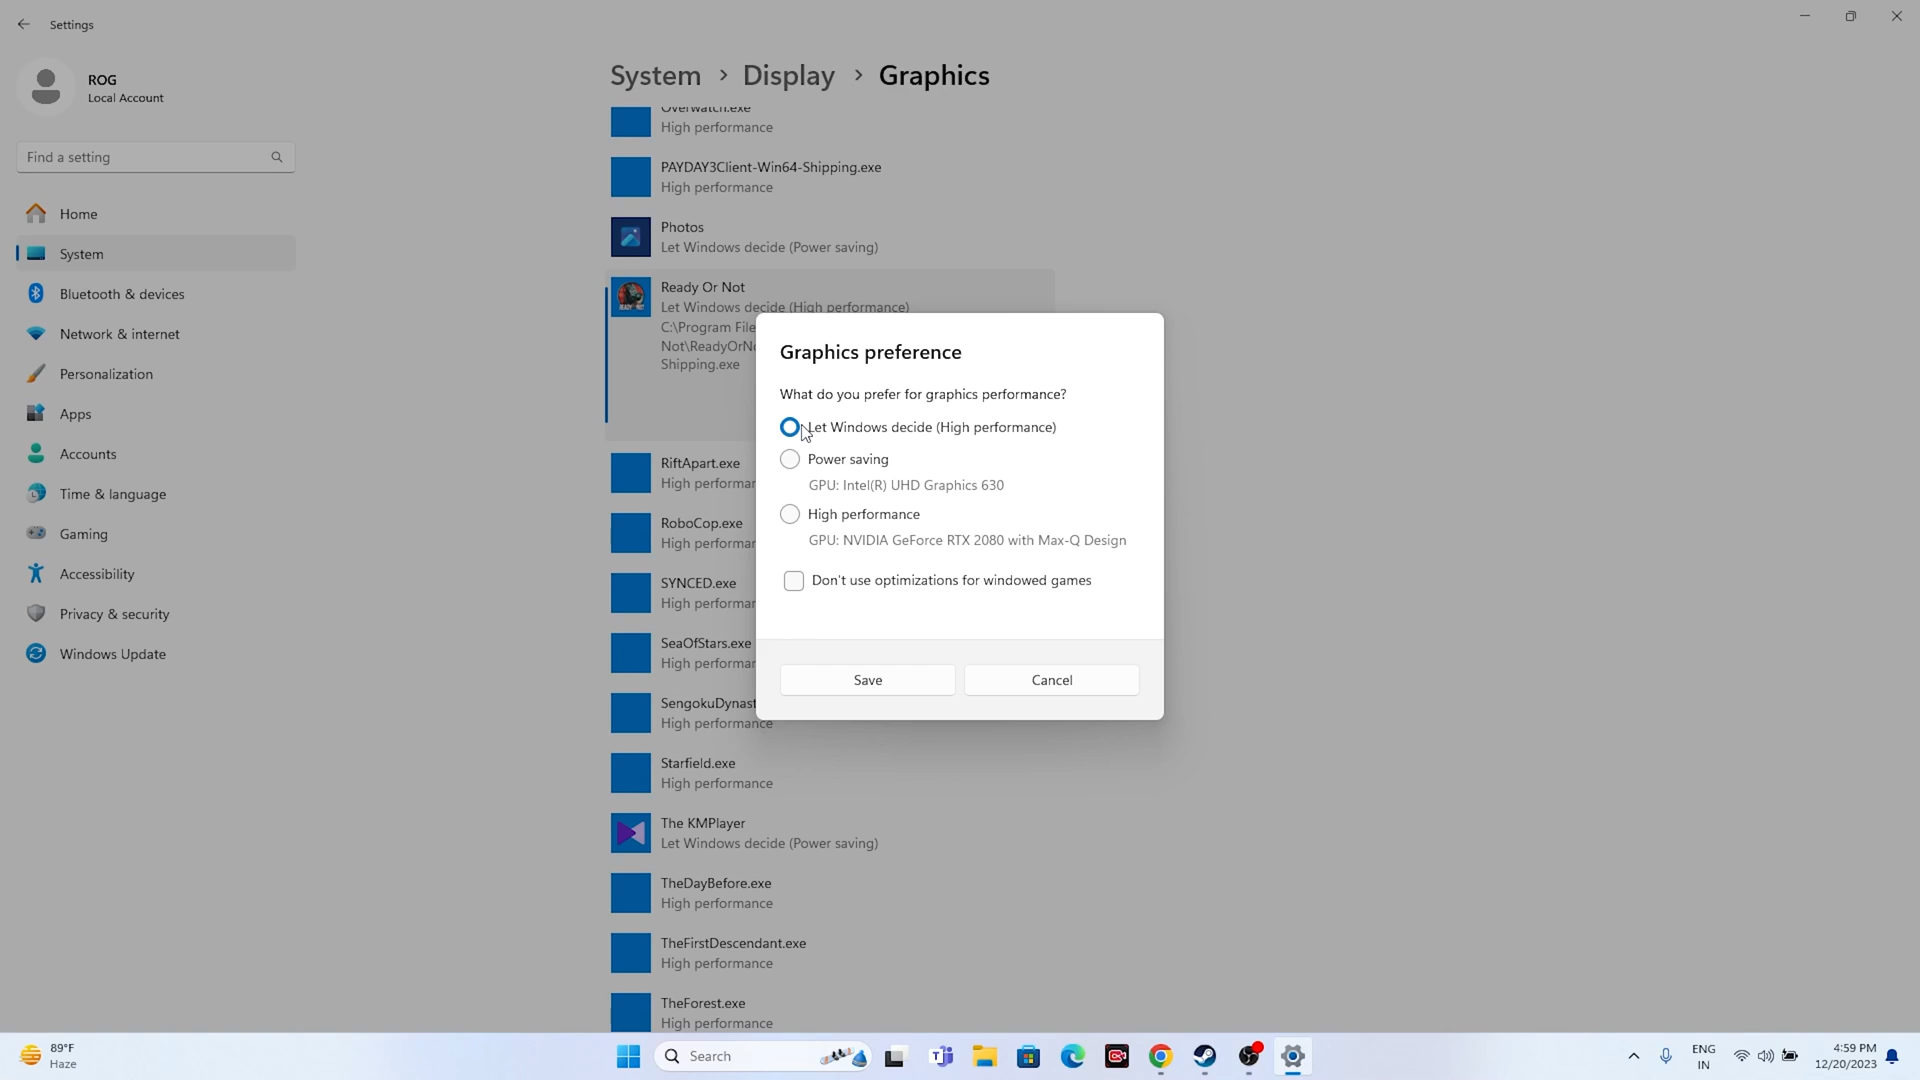 Settings
ROG
Local Account
Find a setting
Home
System
Bluetooth & devices
Network & internet
Personalization
Apps
Accounts
Time & language
Gaming
Accessibility
Privacy & security
Windows Update
System > Display > Graphics
Overwatch.exe
High performance
PAYDAY3Client-Win64-Shipping.exe
High performance
Photos
Let Windows decide (Power saving)
Ready Or Not
Let Windows decide (High performance)
C:\Program File
Not\ReadyOrNo
Shipping.exe
RiftApart.exe
High performan
RoboCop.exe
High performan
SYNCED.exe
High performan
SeaOfStars.exe
High performan
SengokuDynast
High performance
Starfield.exe
High performance
The KMPlayer
Let Windows decide (Power saving)
TheDayBefore.exe
High performance
TheFirstDescendant.exe
High performance
TheForest.exe
High performance
Graphics preference
What do you prefer for graphics performance?
Let Windows decide (High performance)
Power saving
GPU: Intel(R) UHD Graphics 630
High performance
GPU: NVIDIA GeForce RTX 2080 with Max-Q Design
Don't use optimizations for windowed games
Save Cancel
89°F
Haze
Search
ENG
IN
4:59 PM
12/20/2023